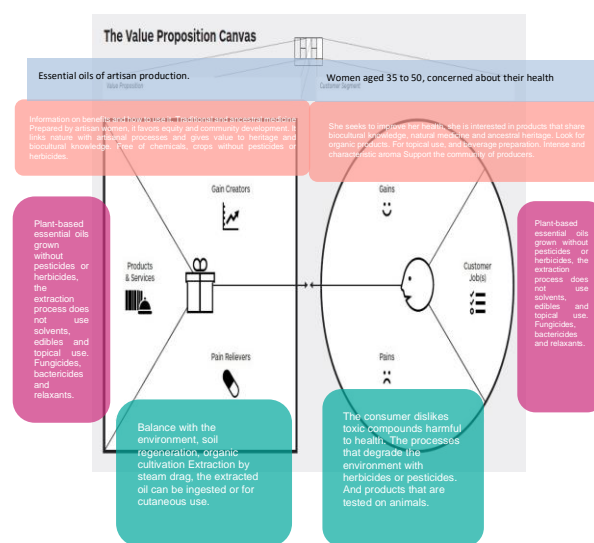 The Value Proposition Canvas
Essential oils of artisan production.
Women aged 35 to 50, concerned about their health
Value Proposition
Customer Segment
Information on benefits and how to use it. Traditional and ancestral medicine
Prepared by artisan women, it favors equity and community development. It
links nature with artisanal processes and gives value to heritage and
biocultural knowledge. Free of chemicals, crops without pesticides or
herbicides.
She seeks to improve her health, she is interested in products that share
biocultural knowledge, natural medicine and ancestral heritage. Look for
organic products. For topical use, and beverage preparation. Intense and
characteristic aroma Support the community of producers.
Gain Creators
Gains
Plant-based
essential oils
grown
without
pesticides or
herbicides,
the
extraction
process does
not use
solvents,
edibles and
topical use.
Fungicides,
bactericides
and
relaxants.
Products
& Services
Customer
Job(s)
Plant-based
essential oils
grown without
pesticides or
herbicides, the
extraction
process does
not use
solvents,
edibles and
topical use.
Fungicides,
bactericides
and relaxants.
Pain Relievers
Pains
Balance with the
environment, soil
regeneration, organic
cultivation Extraction by
steam drag, the extracted
oil can be ingested or for
cutaneous use.
The consumer dislikes
toxic compounds harmful
to health. The processes
that degrade the
environment with
herbicides or pesticides.
And products that are
tested on animals.